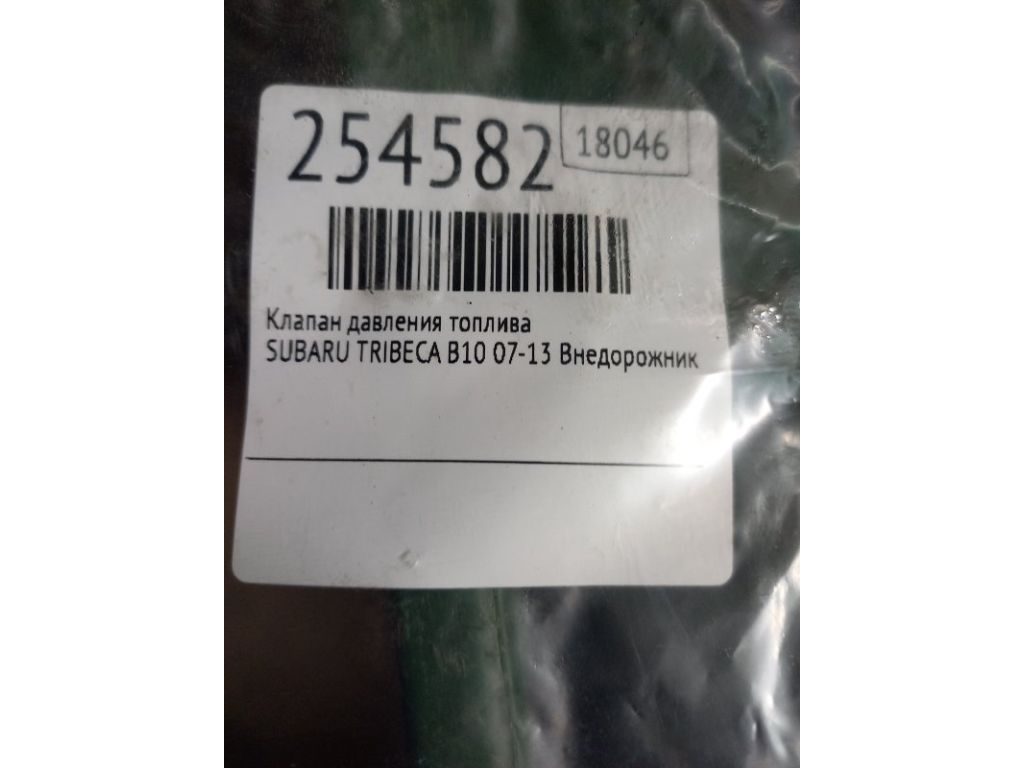 254582
18046
Клапан давления топлива
SUBARU TRIBECA B10 07-13 Внедорожник